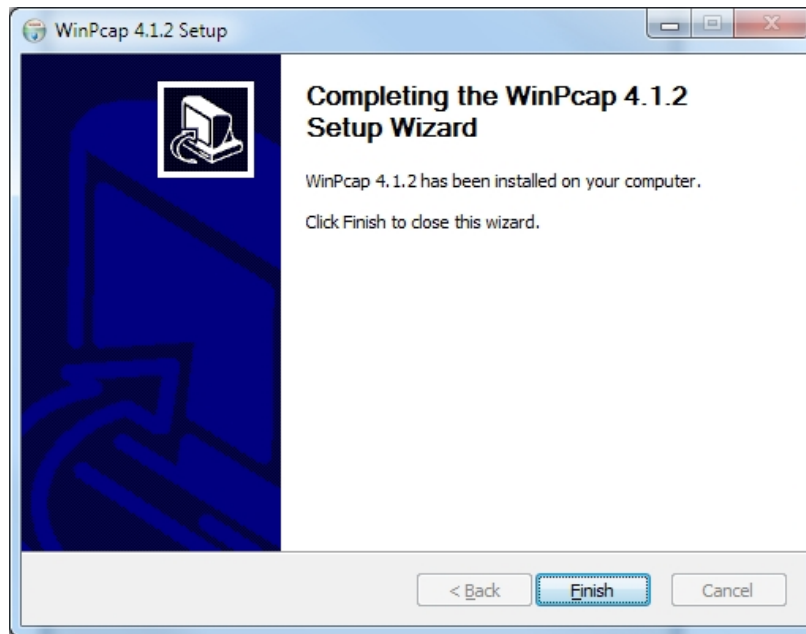 WinPcap 4.1.2 Setup
Completing the WinPcap 4.1.2
Setup Wizard
WinPcap 4.1.2 has been installed on your computer.
Click Finish to close this wizard.
< Back Finish Cancel